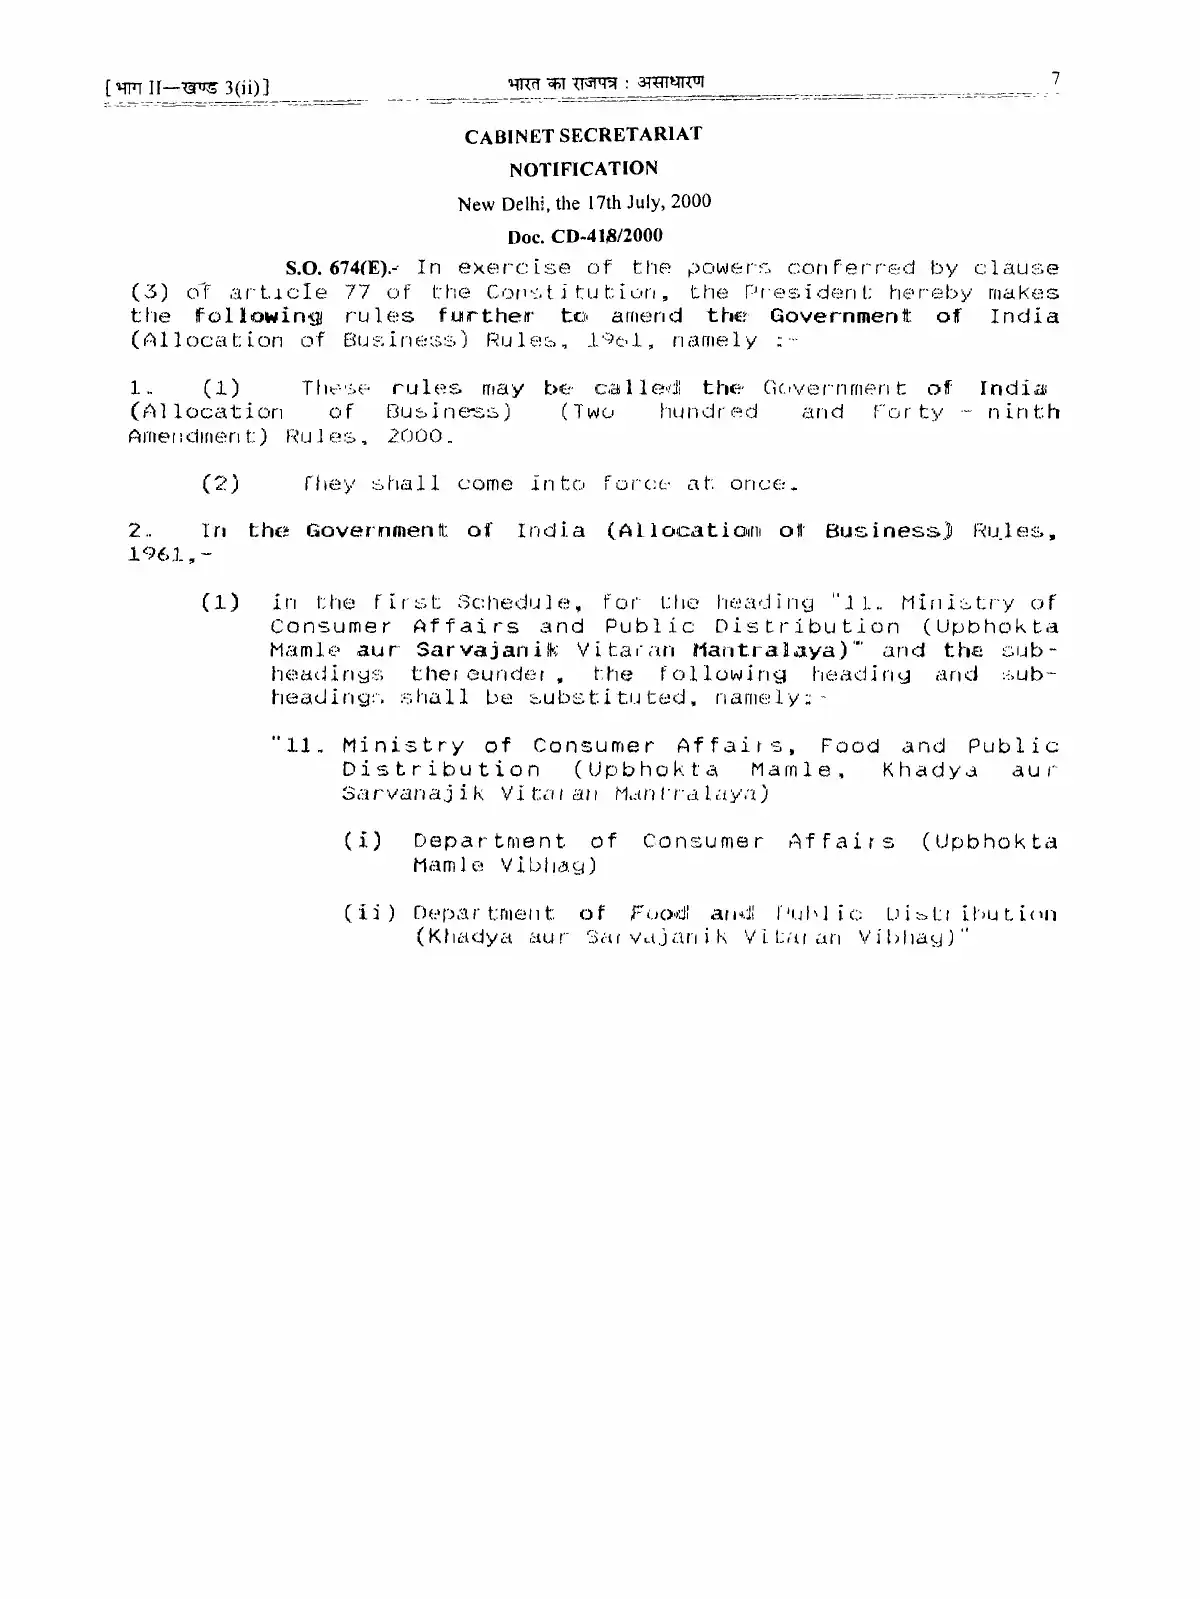 [ भाग II—खण्ड 3(ii)] भारत का राजपत्र : असाधारण 7
CABINET SECRETARIAT
NOTIFICATION
New Delhi, the 17th July, 2000
Doc. CD-418/2000
S.O. 674(E).- In exercise of the powers conferred by clause
(3) of article 77 of the Constitution, the President hereby makes
the following rules further to amend the Government of India
(Allocation of Business) Rules, 1961, namely :-
1. (1) These rules may be called the Government of India
(Allocation of Business) (Two hundred and Forty - ninth
Amendment) Rules, 2000.
(2) They shall come into force at once.
2. In the Government of India (Allocation of Business) Rules,
1961,-
(1) in the First Schedule, for the heading "11. Ministry of
Consumer Affairs and Public Distribution (Upbhokta
Mamle aur Sarvajanik Vitaran Mantralaya)" and the sub-
headings thereunder, the following heading and sub-
headings shall be substituted, namely:-
"11. Ministry of Consumer Affairs, Food and Public
Distribution (Upbhokta Mamle, Khadya aur
Sarvanajik Vitaran Mantralaya)
(i) Department of Consumer Affairs (Upbhokta
Mamle Vibhag)
(ii) Department of Food and Public Distribution
(Khadya aur Sarvajanik Vitaran Vibhag)"